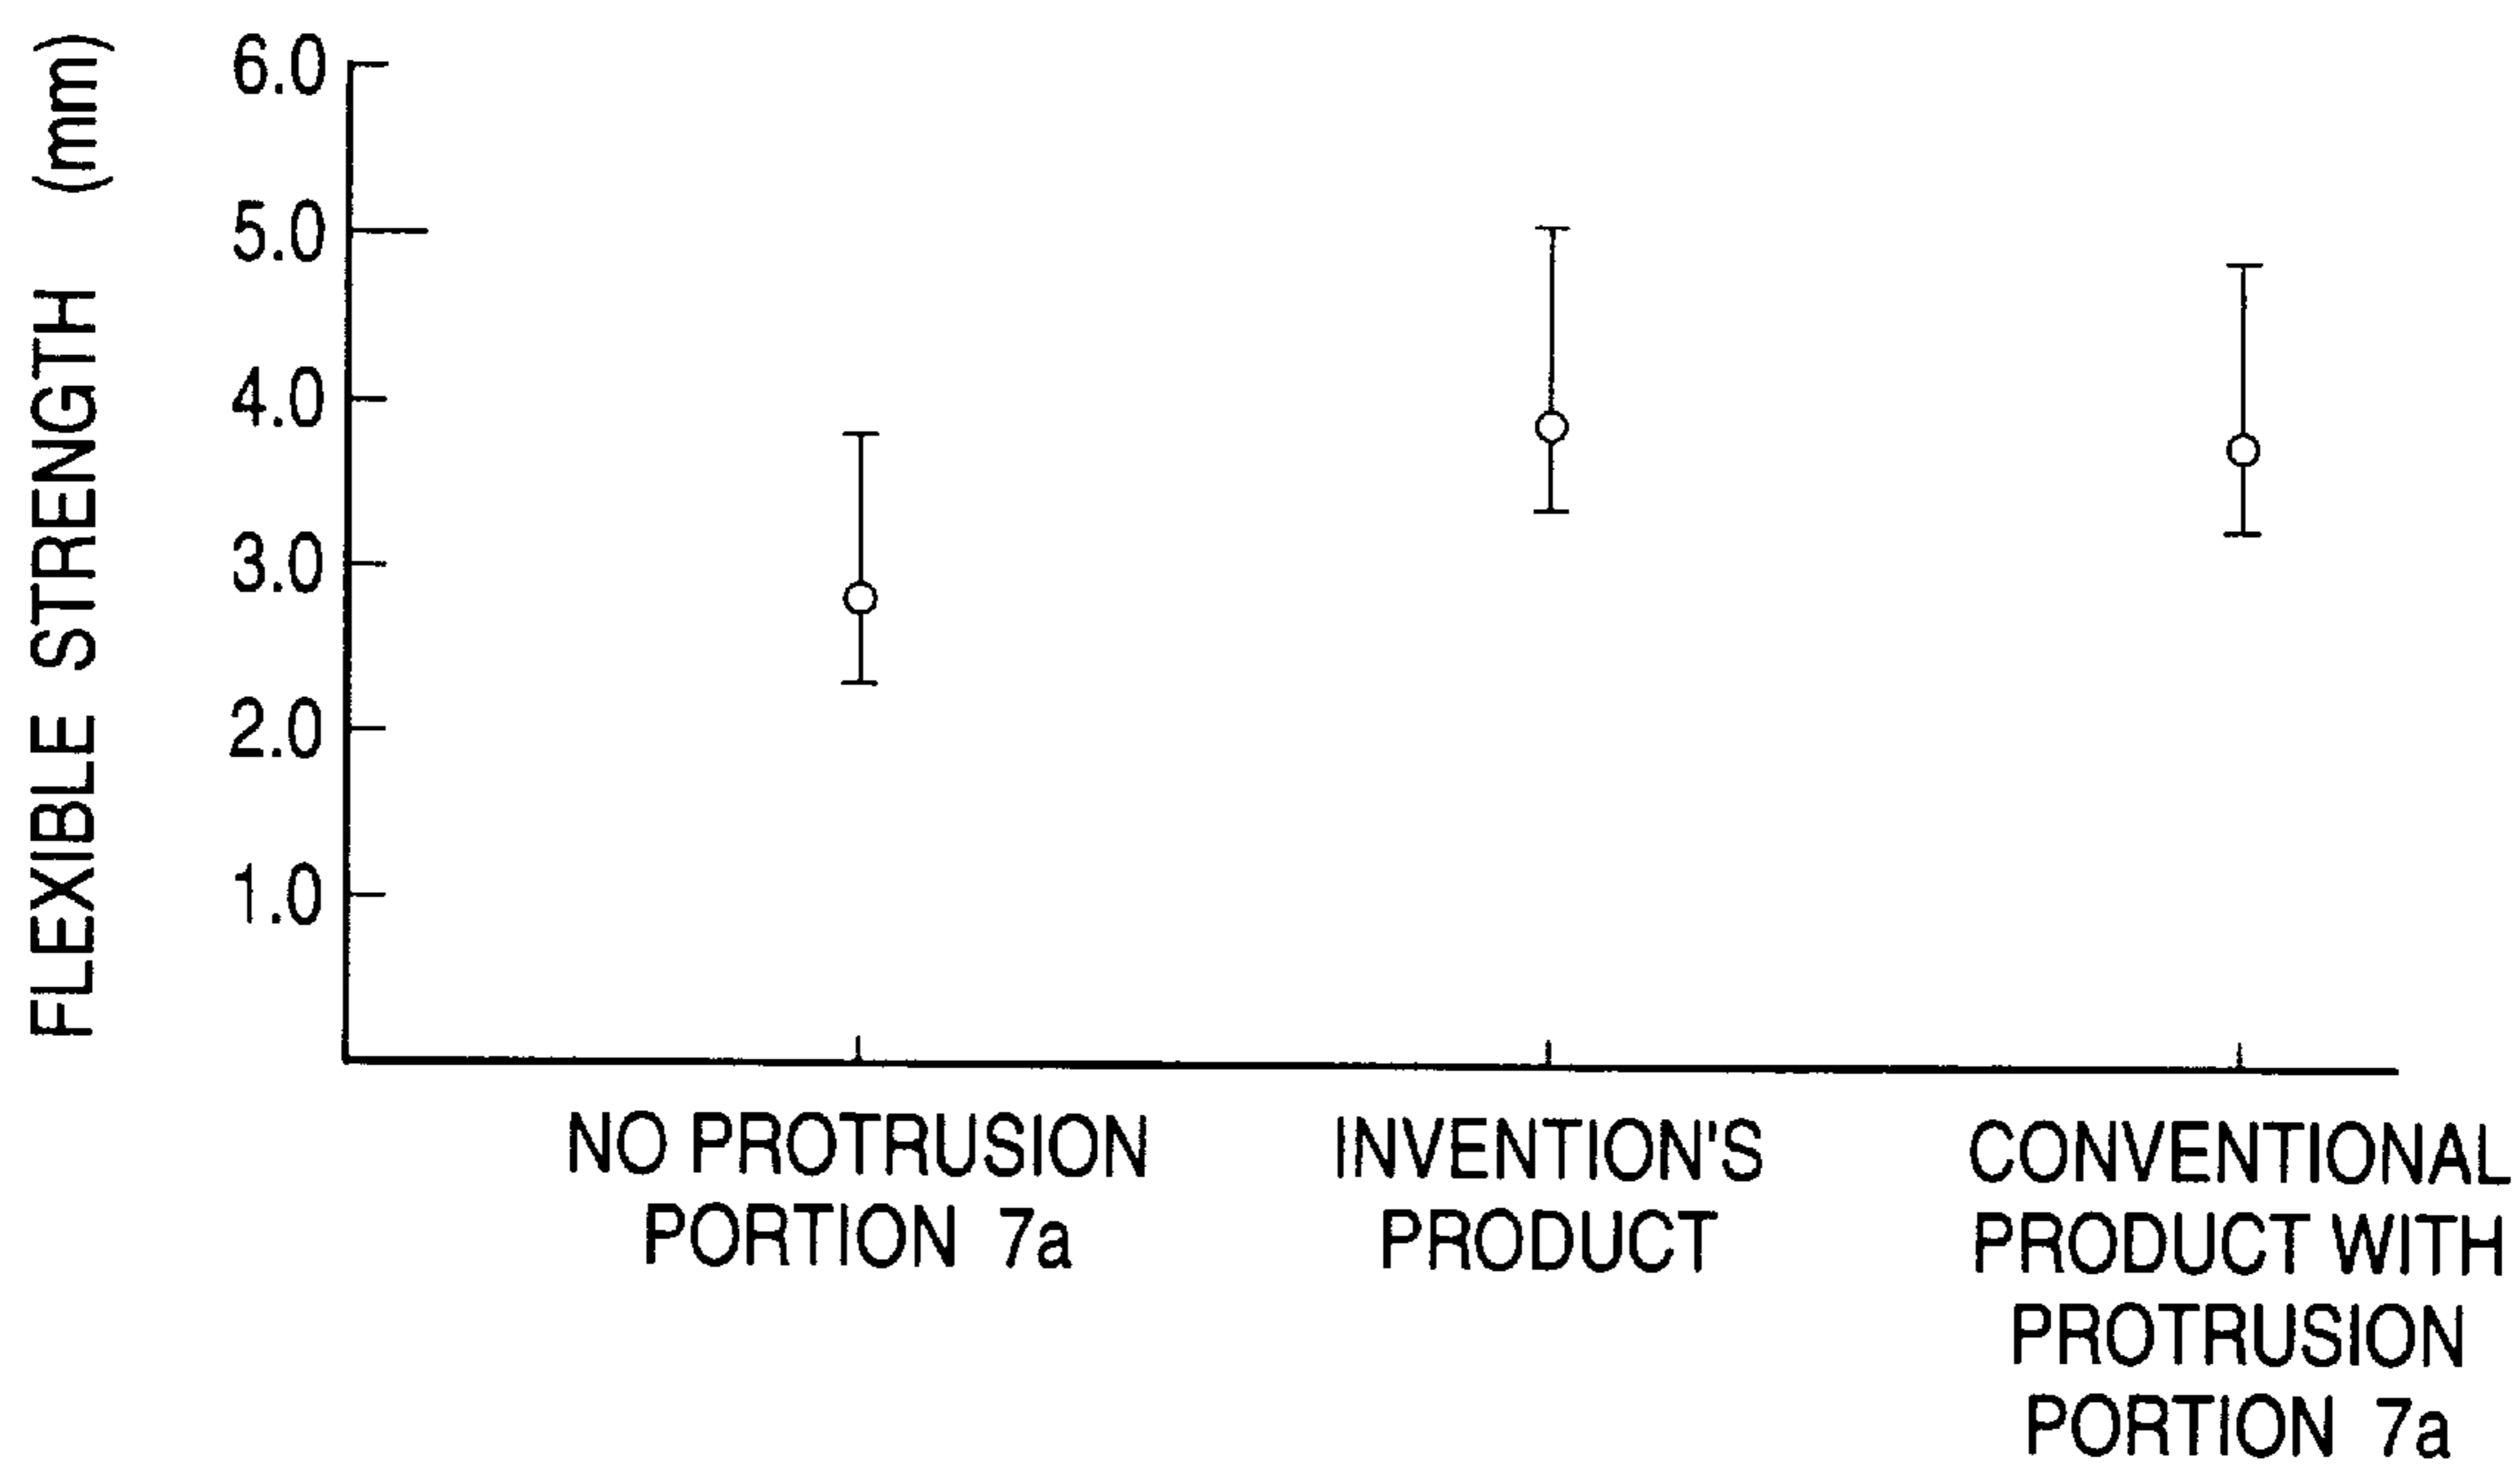 FLEXIBLE STRENGTH (mm)
6.0
5.0
4.0
3.0
2.0
1.0
NO PROTRUSION
PORTION 7a
INVENTION'S
PRODUCT
CONVENTIONAL
PRODUCT WITH
PROTRUSION
PORTION 7a